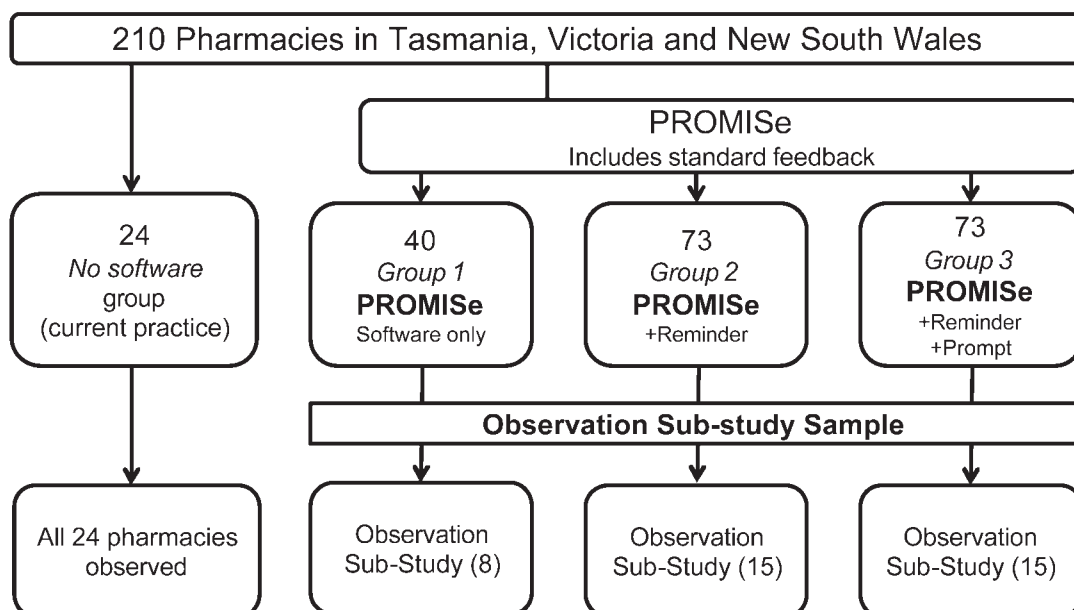 210 Pharmacies in Tasmania, Victoria and New South Wales
PROMISe
Includes standard feedback
24
No software
group
(current practice)
40
Group 1
PROMISe
Software only
73
Group 2
PROMISe
+Reminder
73
Group 3
PROMISe
+Reminder
+Prompt
Observation Sub-study Sample
All 24 pharmacies
observed
Observation
Sub-Study (8)
Observation
Sub-Study (15)
Observation
Sub-Study (15)